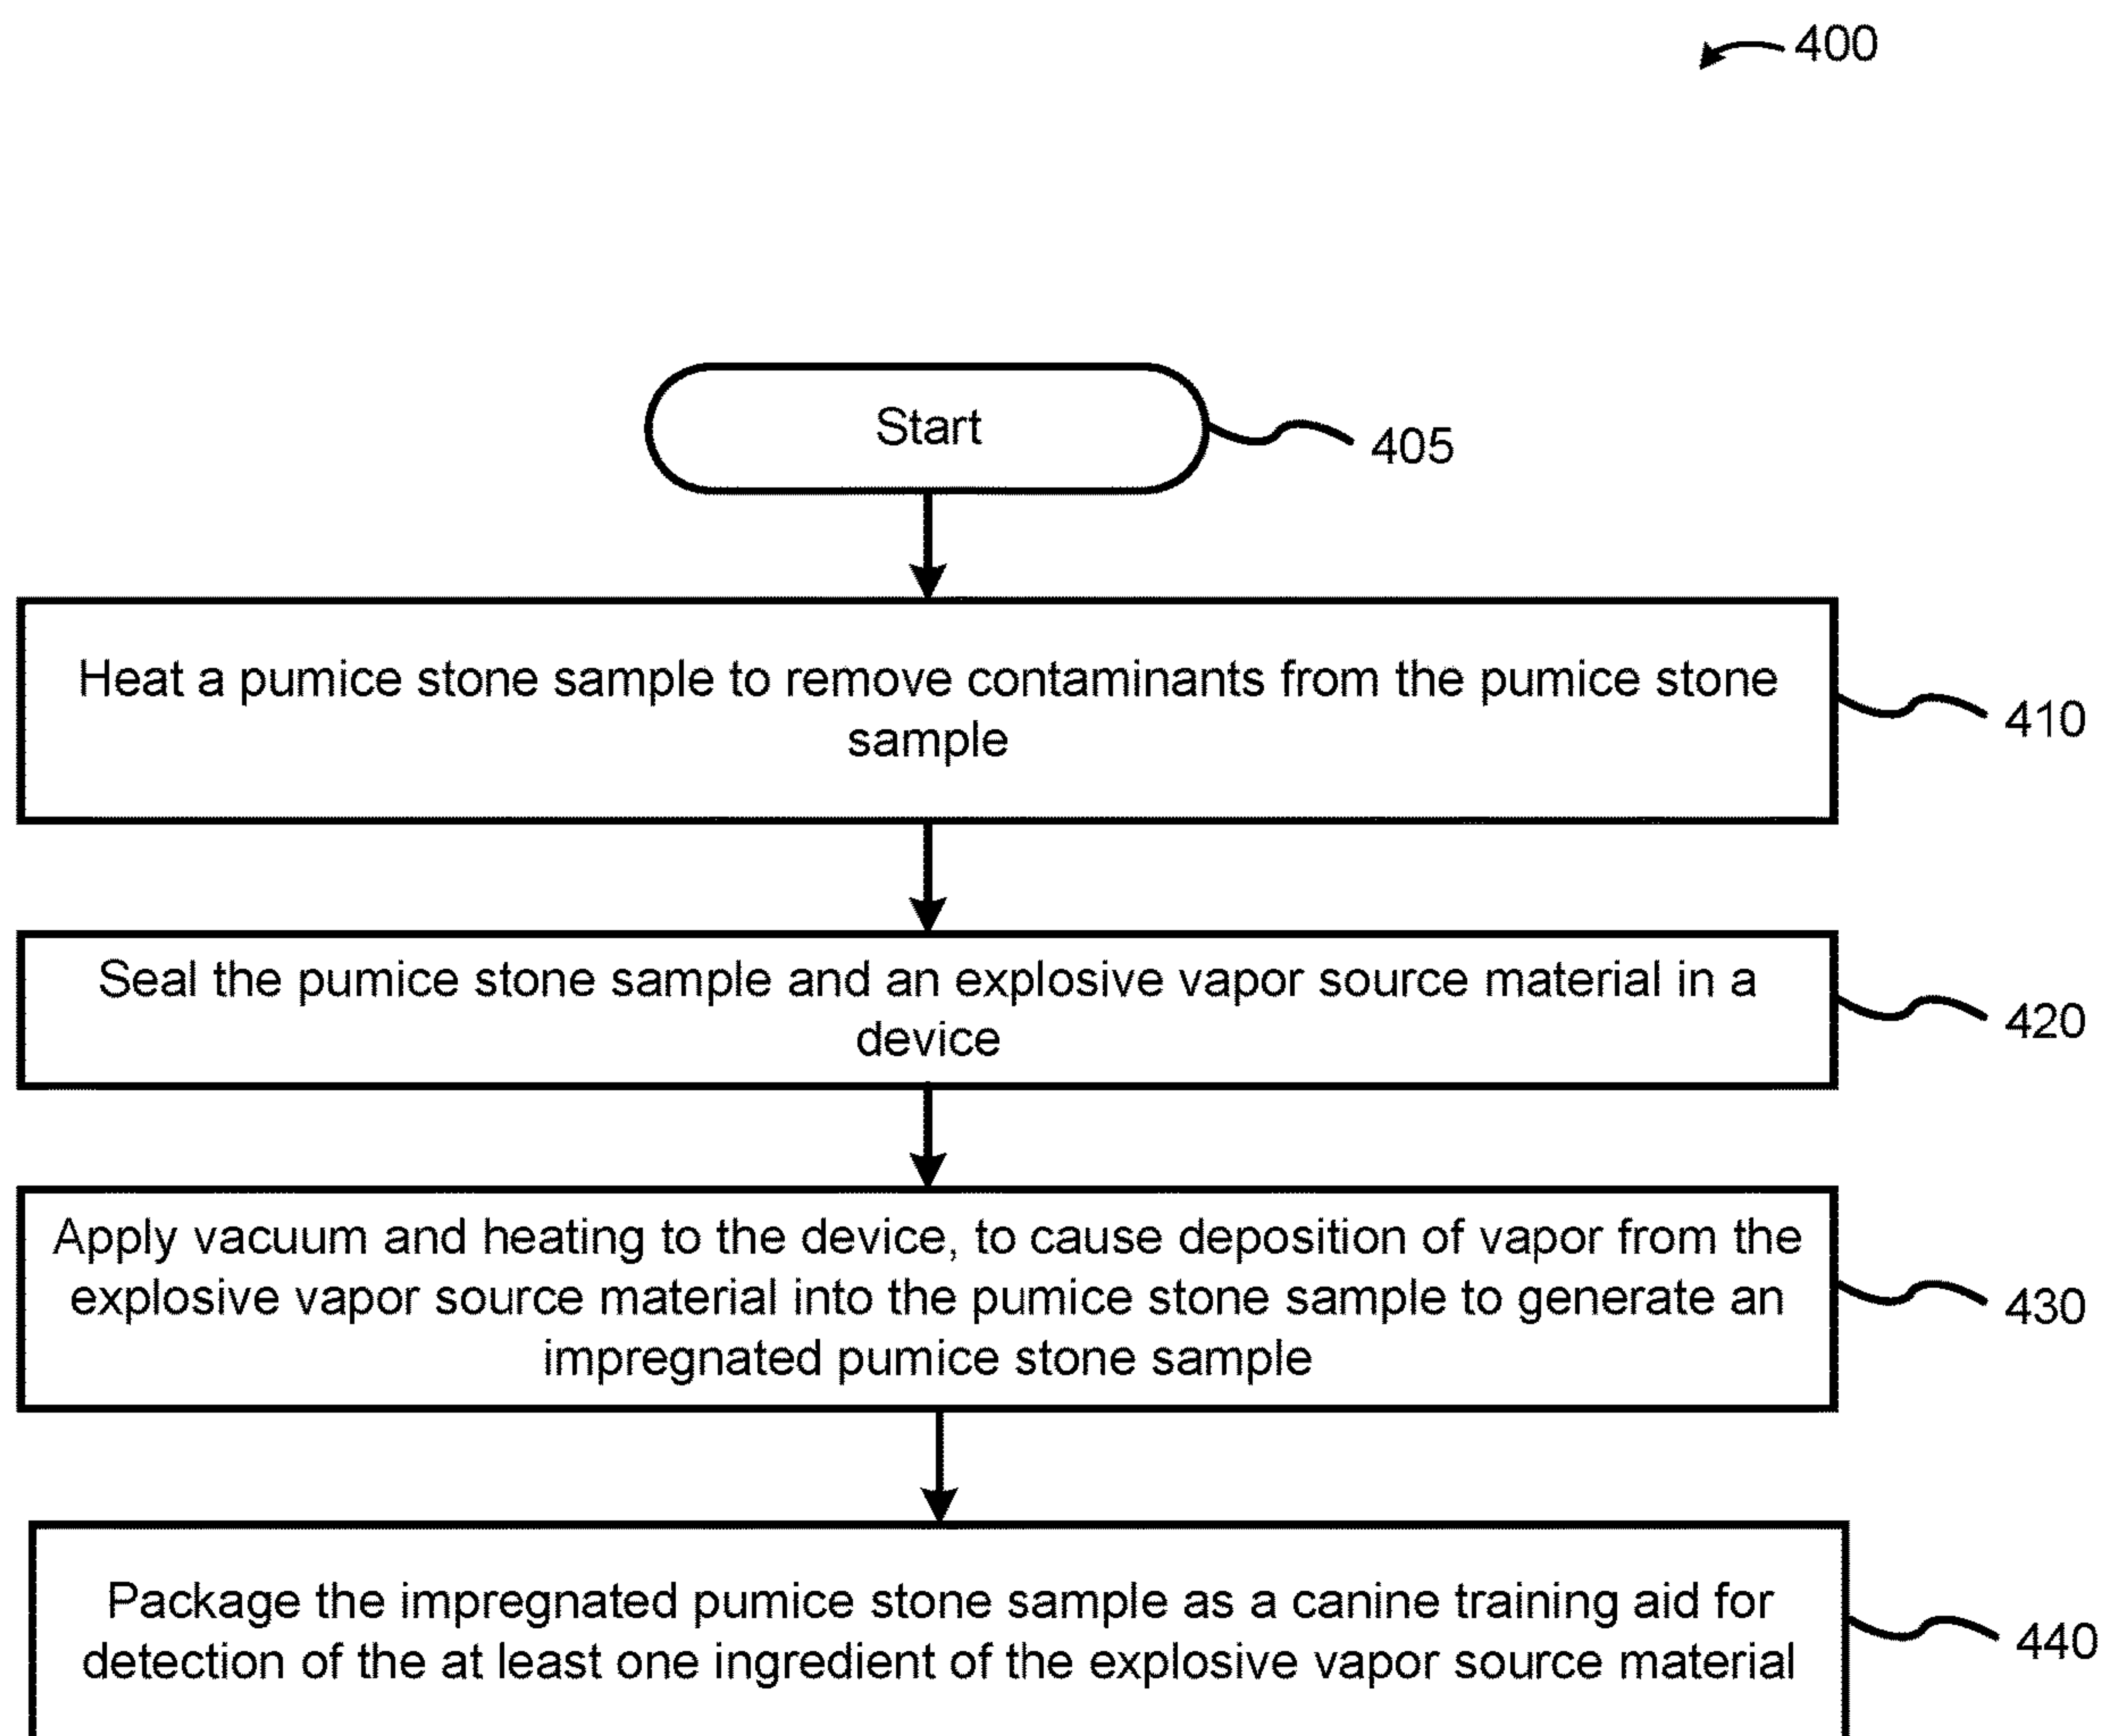 400
Start
405
Heat a pumice stone sample to remove contaminants from the pumice stone
sample
410
Seal the pumice stone sample and an explosive vapor source material in a
device
420
Apply vacuum and heating to the device, to cause deposition of vapor from the
explosive vapor source material into the pumice stone sample to generate an
impregnated pumice stone sample
430
Package the impregnated pumice stone sample as a canine training aid for
detection of the at least one ingredient of the explosive vapor source material
440